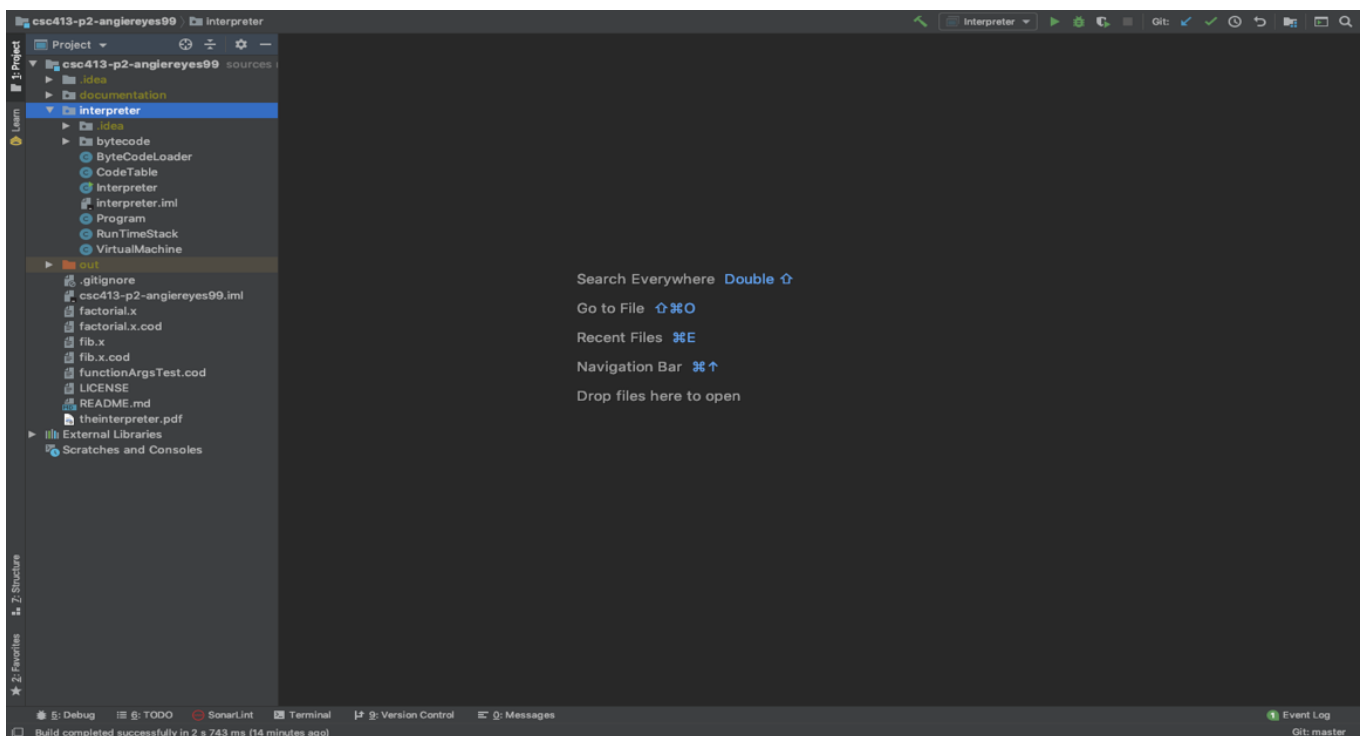 csc413-p2-angiereyes99 interpreter
Interpreter
Git:
1: Project
Learn
7: Structure
2: Favorites
Project
csc413-p2-angiereyes99 sources
.idea
documentation
interpreter
.idea
bytecode
ByteCodeLoader
CodeTable
Interpreter
interpreter.iml
Program
RunTimeStack
VirtualMachine
out
.gitignore
csc413-p2-angiereyes99.iml
factorial.x
factorial.x.cod
fib.x
fib.x.cod
functionArgsTest.cod
LICENSE
README.md
theinterpreter.pdf
External Libraries
Scratches and Consoles
Search Everywhere Double ⇧
Go to File ⇧⌘O
Recent Files ⌘E
Navigation Bar ⌘↑
Drop files here to open
5: Debug 6: TODO SonarLint Terminal 9: Version Control 0: Messages 1 Event Log
Build completed successfully in 2 s 743 ms (14 minutes ago) Git: master